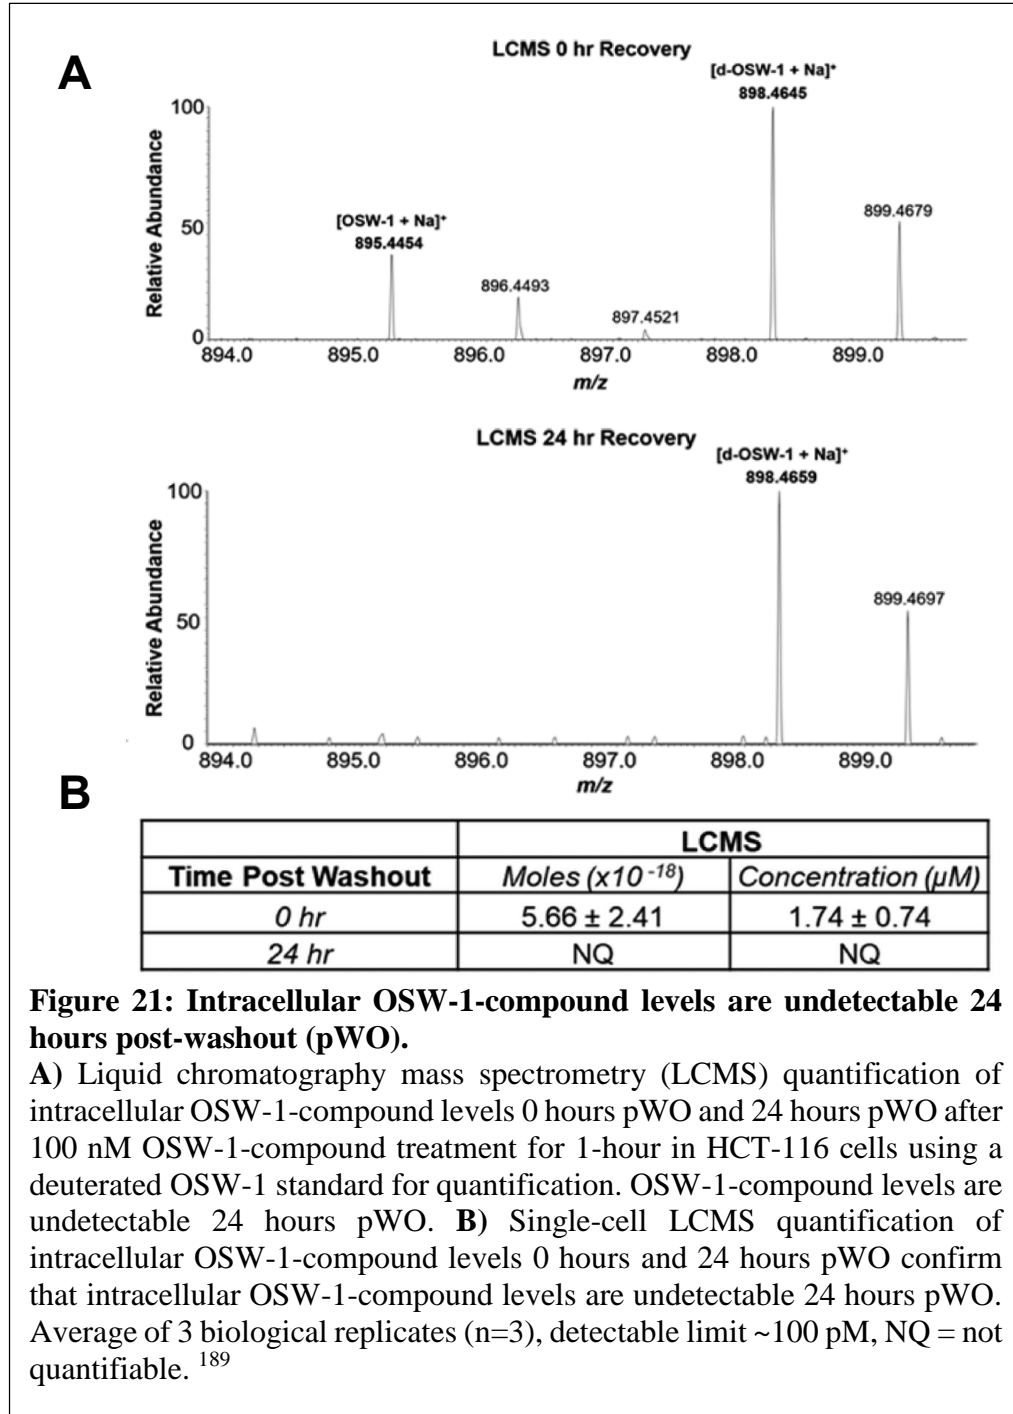 A
LCMS 0 hr Recovery
[d-OSW-1 + Na]+
898.4645
100
[OSW-1 + Na]+
895.4454
50
899.4679
896.4493
897.4521
0
Relative Abundance
894.0 895.0 896.0 897.0 898.0 899.0
m/z
LCMS 24 hr Recovery
[d-OSW-1 + Na]+
898.4659
100
899.4697
50
0
Relative Abundance
894.0 895.0 896.0 897.0 898.0 899.0
m/z
B
LCMS
Time Post Washout Moles (x10 -18) Concentration (µM)
0 hr 5.66 ± 2.41 1.74 ± 0.74
24 hr NQ NQ
Figure 21: Intracellular OSW-1-compound levels are undetectable 24
hours post-washout (pWO).
A) Liquid chromatography mass spectrometry (LCMS) quantification of
intracellular OSW-1-compound levels 0 hours pWO and 24 hours pWO after
100 nM OSW-1-compound treatment for 1-hour in HCT-116 cells using a
deuterated OSW-1 standard for quantification. OSW-1-compound levels are
undetectable 24 hours pWO. B) Single-cell LCMS quantification of
intracellular OSW-1-compound levels 0 hours and 24 hours pWO confirm
that intracellular OSW-1-compound levels are undetectable 24 hours pWO.
Average of 3 biological replicates (n=3), detectable limit ~100 pM, NQ = not
quantifiable. 189